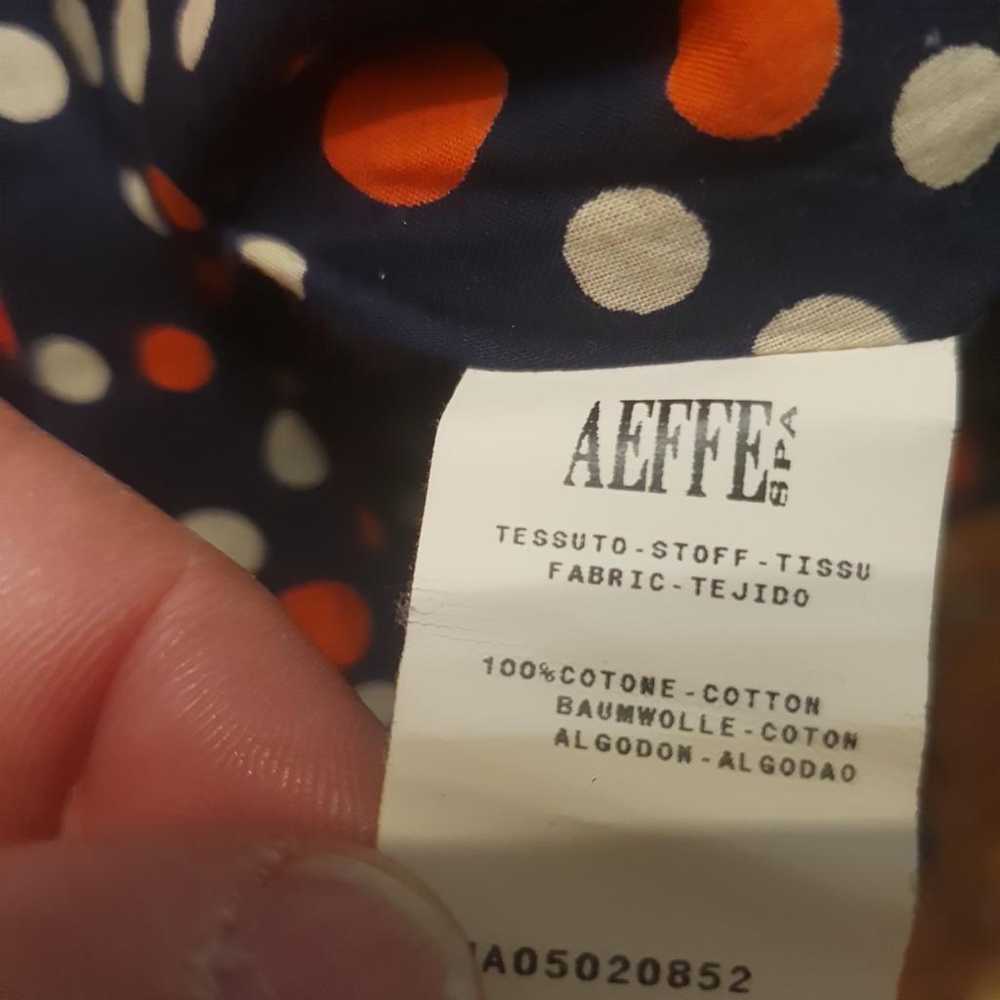 AEFFE SPA
TESSUTO-STOFF-TISSU
FABRIC-TEJIDO
100%COTONE-COTTON
BAUMWOLLE-COTON
ALGODON-ALGODAO
A05020852